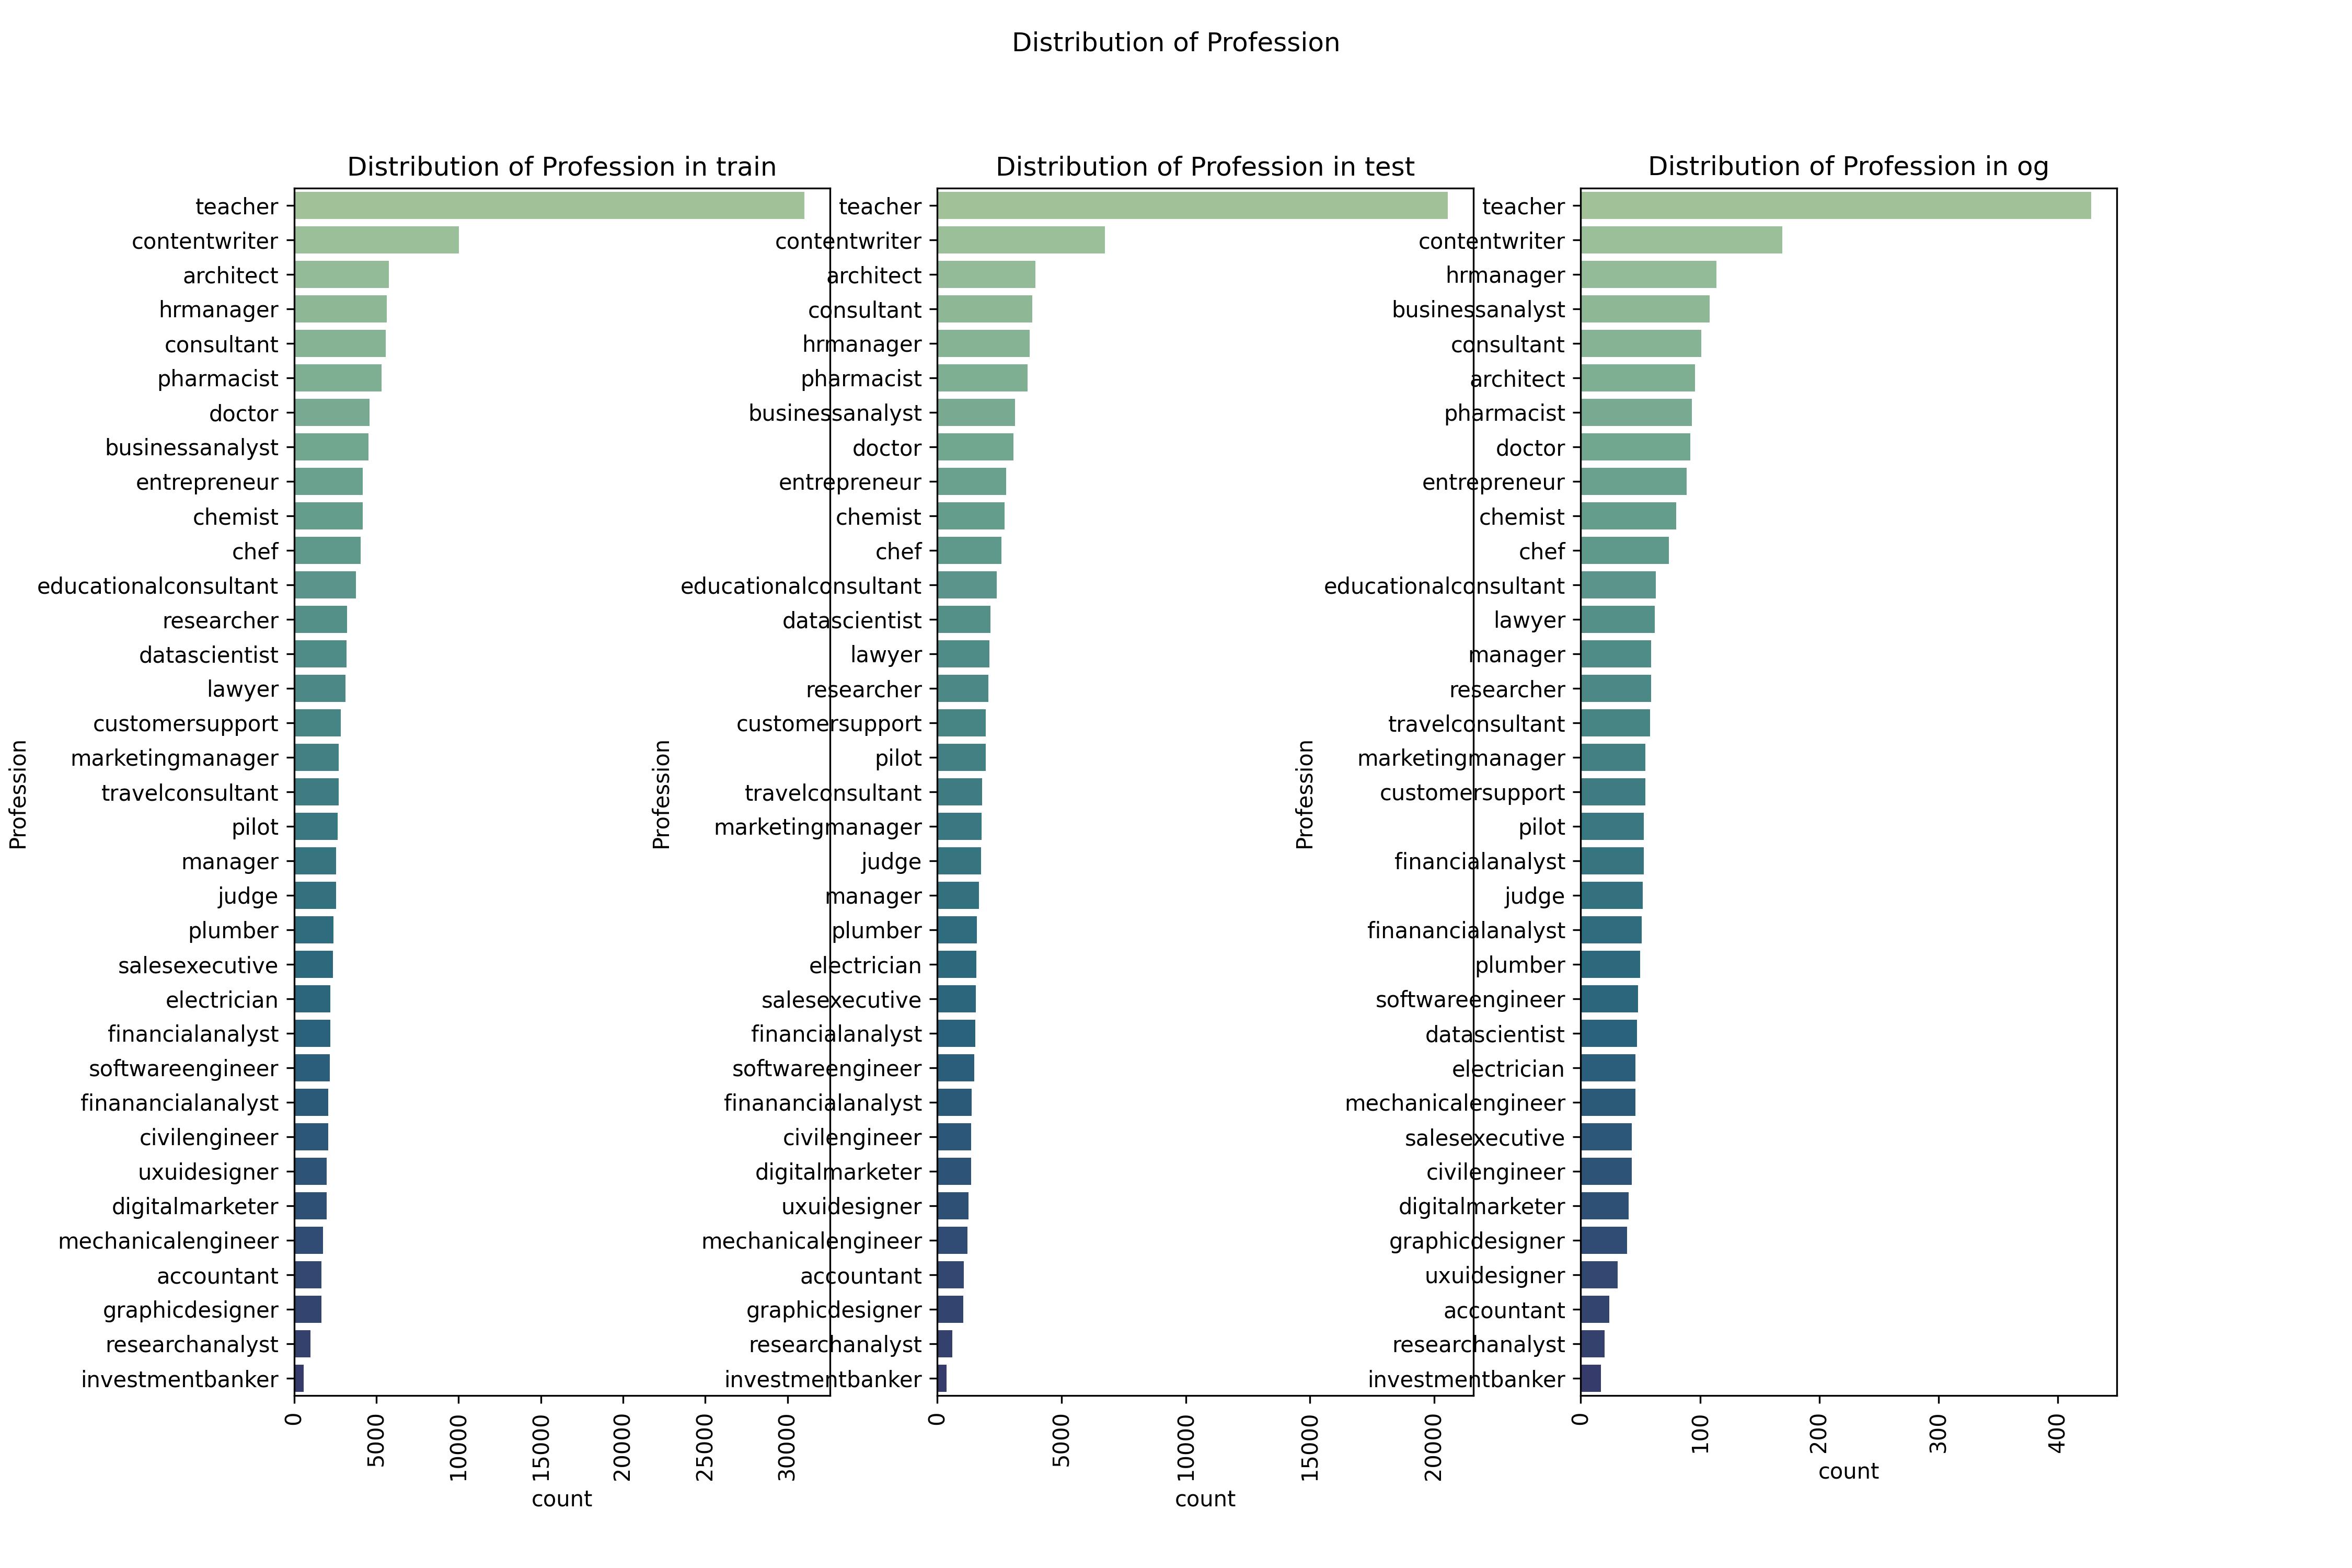 Distribution of Profession
Distribution of Profession in train
teacher
contentwriter
architect
hrmanager
consultant
pharmacist
doctor
businessanalyst
entrepreneur
chemist
chef
educationalconsultant
researcher
datascientist
lawyer
customersupport
marketingmanager
travelconsultant
pilot
manager
judge
plumber
salesexecutive
electrician
financialanalyst
softwareengineer
finanancialanalyst
civilengineer
uxuidesigner
digitalmarketer
mechanicalengineer
accountant
graphicdesigner
researchanalyst
investmentbanker
Profession
0
5000
10000
15000
20000
25000
30000
count
Distribution of Profession in test
teacher
contentwriter
architect
consultant
hrmanager
pharmacist
businessanalyst
doctor
entrepreneur
chemist
chef
educationalconsultant
datascientist
lawyer
researcher
customersupport
pilot
travelconsultant
marketingmanager
judge
manager
plumber
electrician
salesexecutive
financialanalyst
softwareengineer
finanancialanalyst
civilengineer
digitalmarketer
uxuidesigner
mechanicalengineer
accountant
graphicdesigner
researchanalyst
investmentbanker
Profession
0
5000
10000
15000
20000
count
Distribution of Profession in og
teacher
contentwriter
hrmanager
businessanalyst
consultant
architect
pharmacist
doctor
entrepreneur
chemist
chef
educationalconsultant
lawyer
manager
researcher
travelconsultant
marketingmanager
customersupport
pilot
financialanalyst
judge
finanancialanalyst
plumber
softwareengineer
datascientist
electrician
mechanicalengineer
salesexecutive
civilengineer
digitalmarketer
graphicdesigner
uxuidesigner
accountant
researchanalyst
investmentbanker
Profession
0
100
200
300
400
count